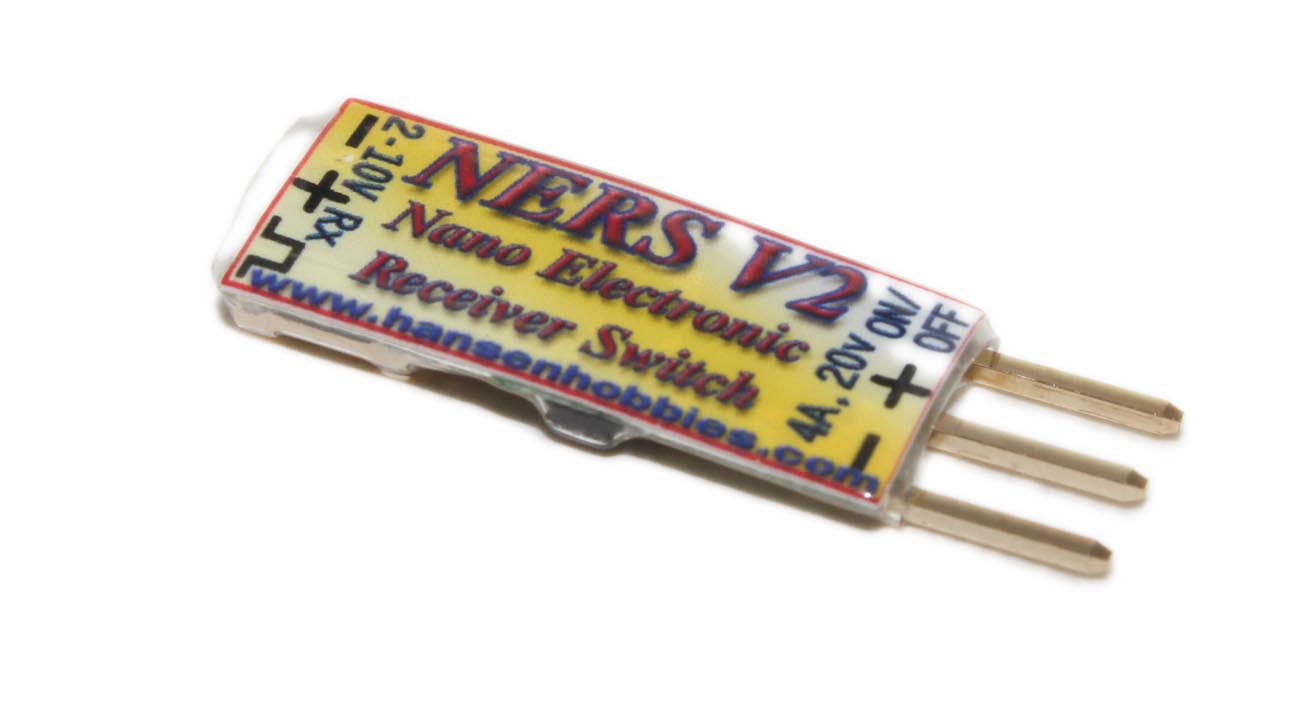 2-10V Rx
NERS V2
Nano Electronic
Receiver Switch
www.hansenhobbies.com
4A, 20v ON/
OFF
+
-